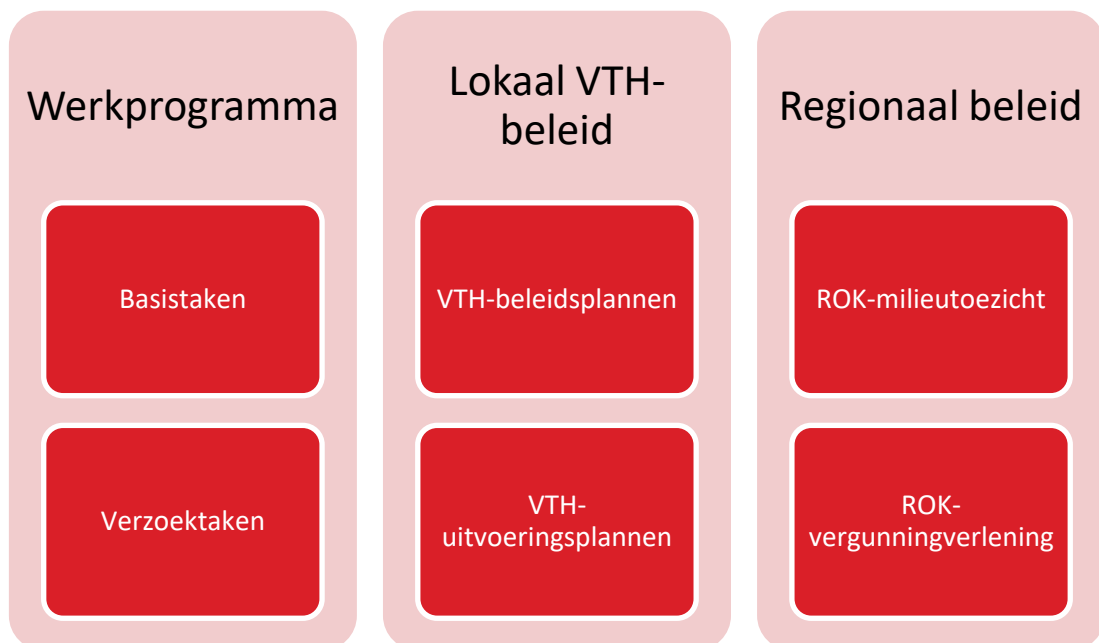 Werkprogramma
Basistaken
Verzoektaken
Lokaal VTH-
beleid
VTH-beleidsplannen
VTH-
uitvoeringsplannen
Regionaal beleid
ROK-milieutoezicht
ROK-
vergunningverlening